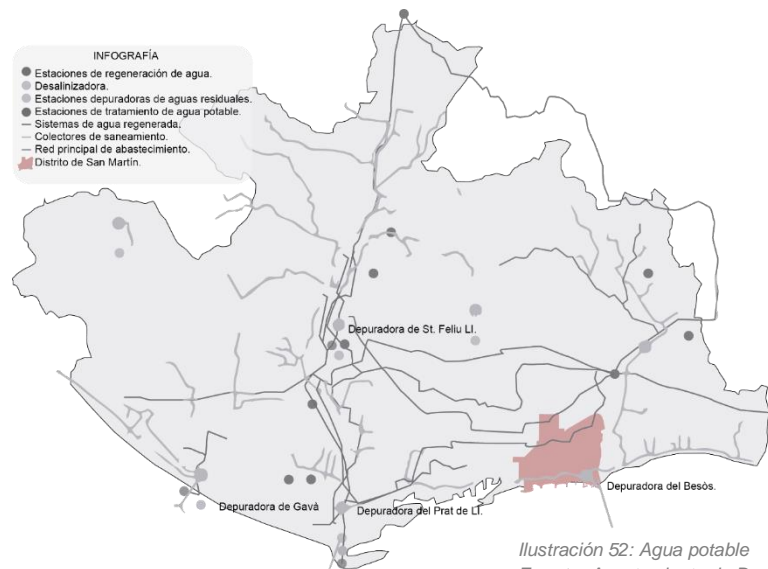 INFOGRAFÍA
Estaciones de regeneración de agua.
Desalinizadora.
Estaciones depuradoras de aguas residuales.
Estaciones de tratamiento de agua potable.
Sistemas de agua regenerada.
Colectores de saneamiento.
Red principal de abastecimiento.
Distrito de San Martín.
Depuradora de St. Feliu Ll.
Depuradora de Gavà
Depuradora del Prat de Ll.
Depuradora del Besòs.
Ilustración 52: Agua potable